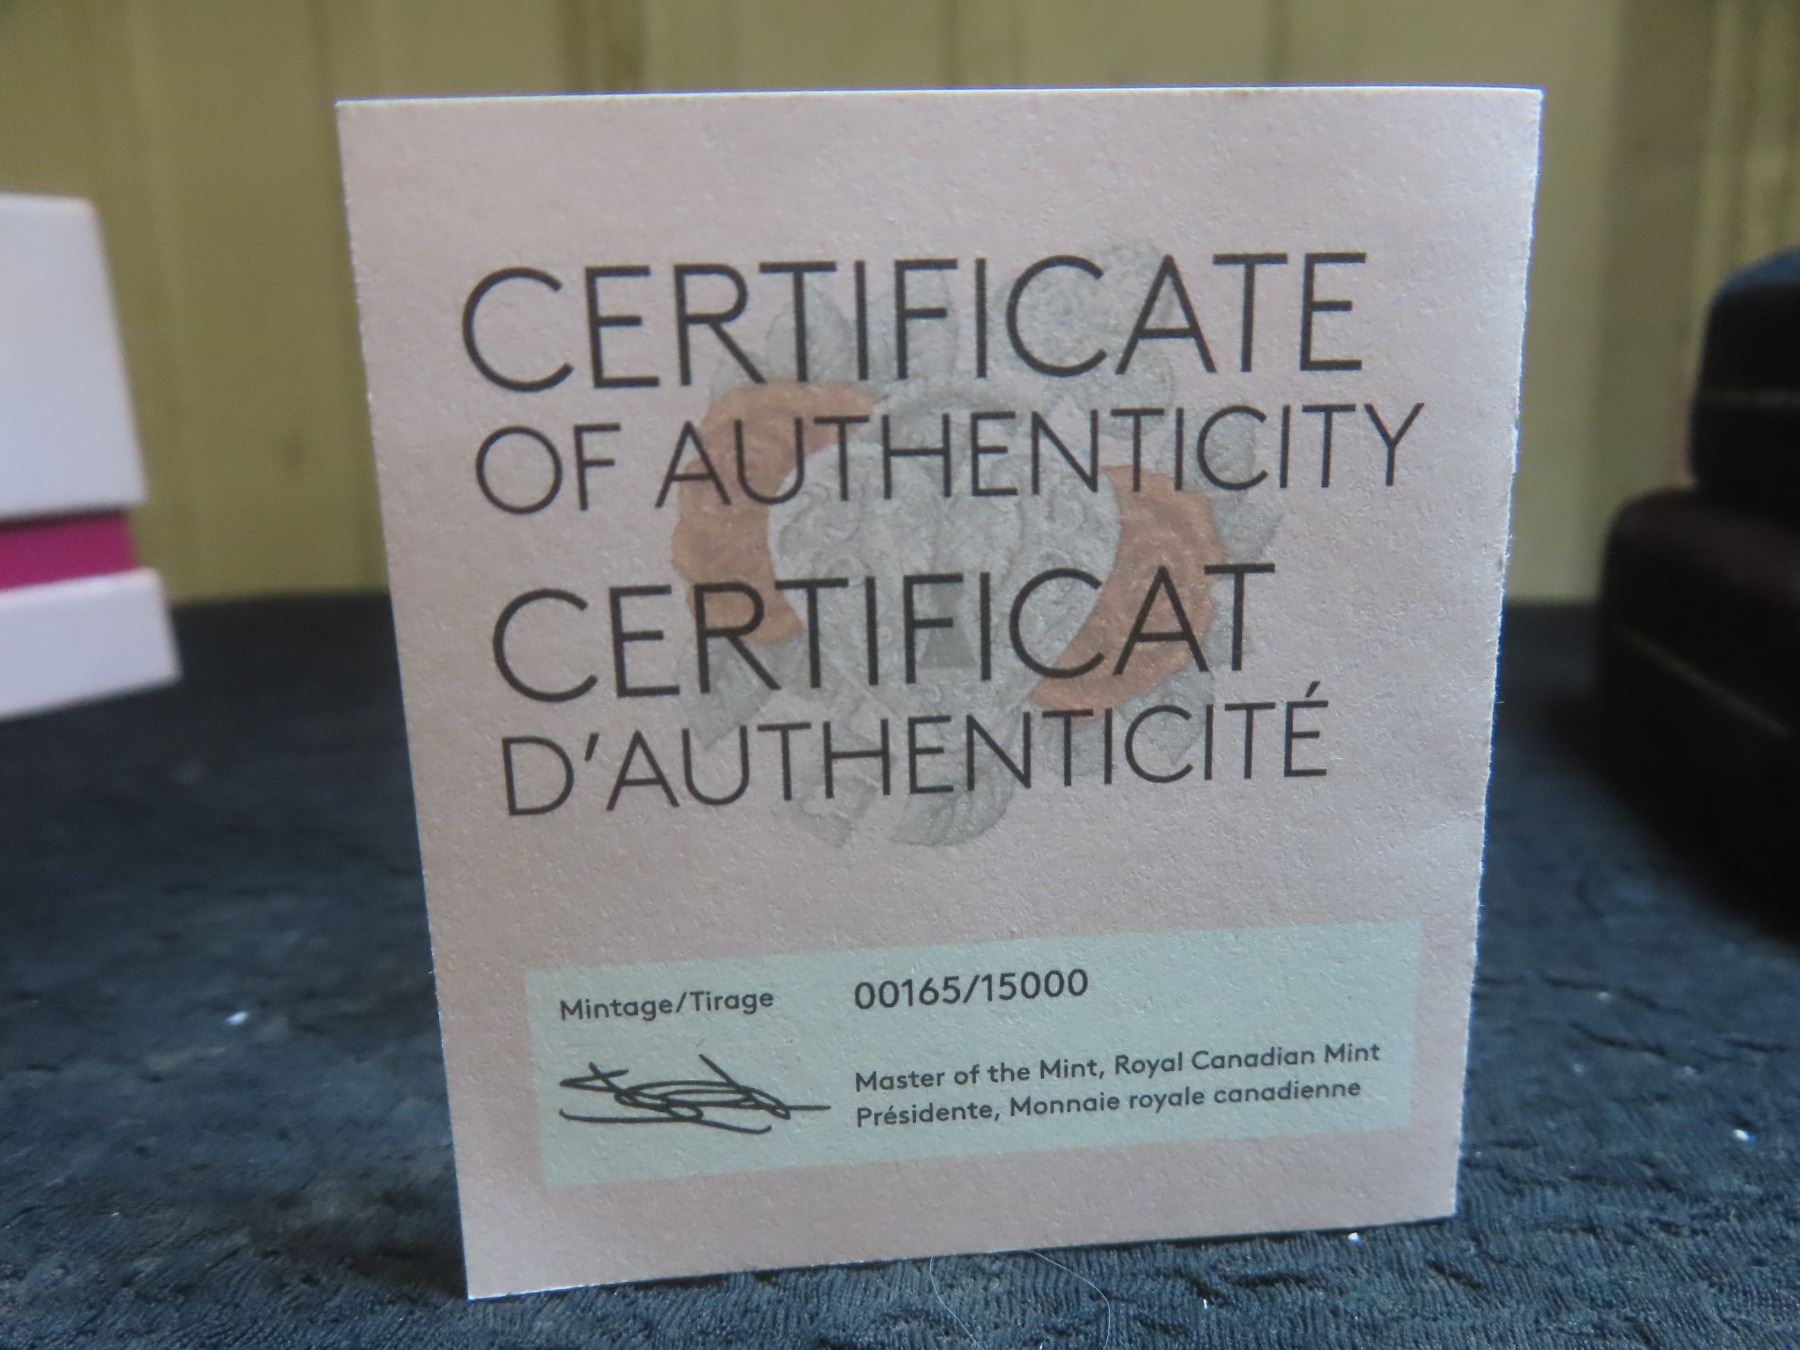 CERTIFICATE
OF AUTHENTICITY
CERTIFICAT
D'AUTHENTICITÉ
Mintage/Tirage 00165/15000
Master of the Mint, Royal Canadian Mint
Présidente, Monnaie royale canadienne